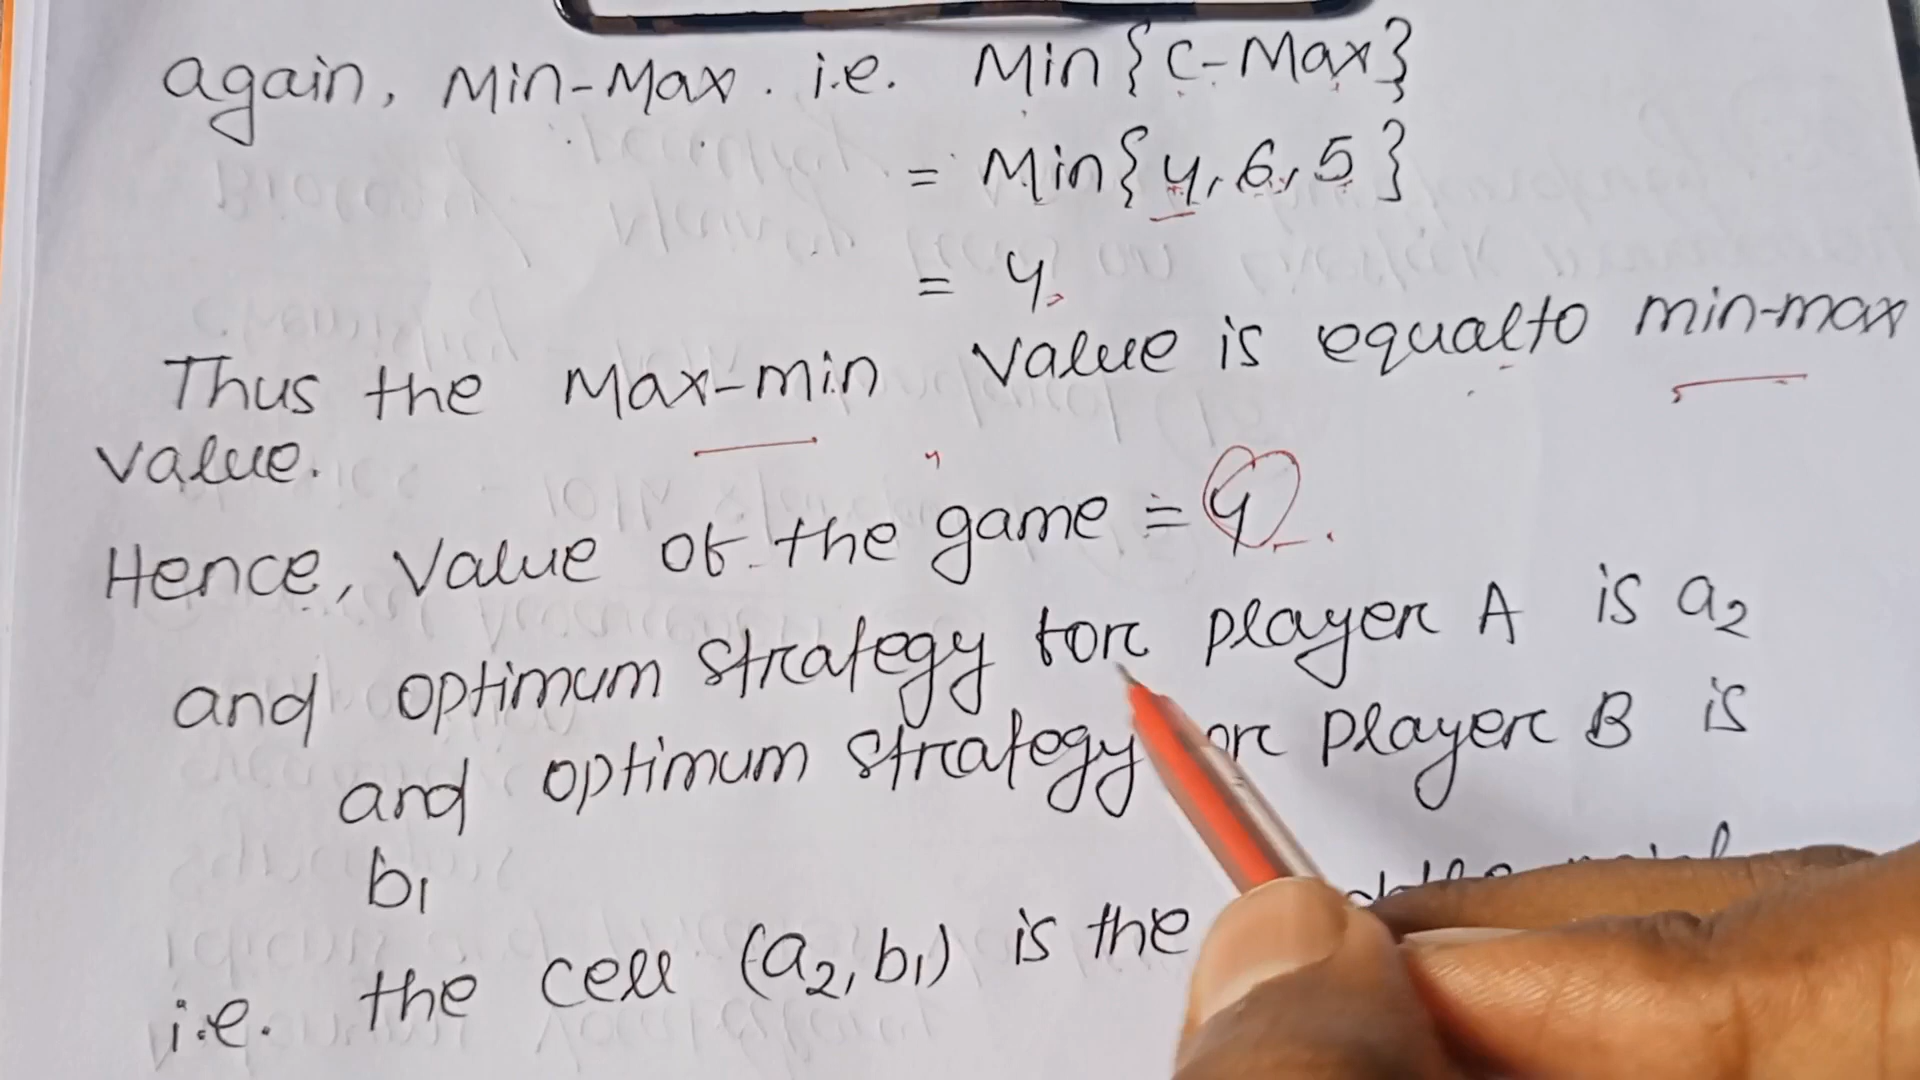 again, Min-Max. i.e. Min{C-Max}
= Min{4, 6, 5}
= 4
Thus the Max-min value is equal to min-max
value.
Hence, value of the game = 4
and optimum strategy for player A is a₂
and optimum strategy player B is
b₁
i.e. the cell (a₂, b₁) is the